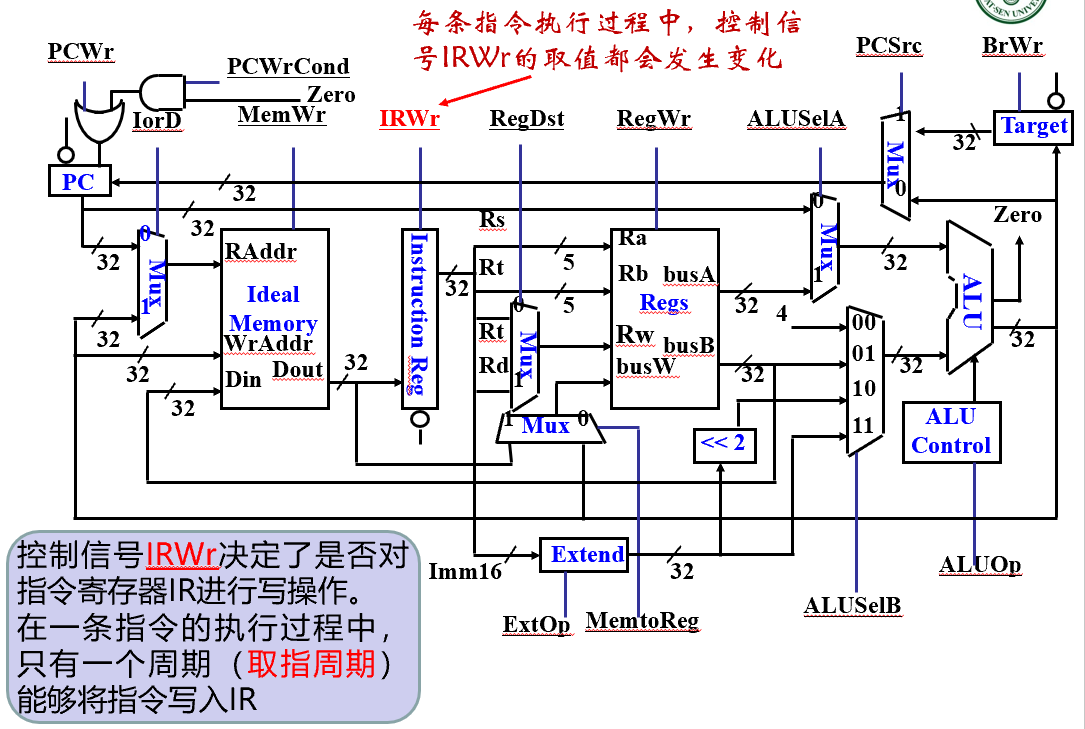 每条指令执行过程中，控制信
号IRWr的取值都会发生变化
PCWr
PCWrCond
Zero
IorD
MemWr
IRWr
RegDst
RegWr
ALUSelA
PCSrc
BrWr
Target
32
1
Mux
0
PC
32
32
Rs
0
Mux
1
32
Zero
0
Mux
1
32
32
RAddr
Ideal
Memory
WrAddr
Din
Dout
32
32
32
Instruction Reg
32
Rt
5
5
Ra
Rb
busA
Regs
Rw
busB
busW
32
32
Rt
Rd
0
Mux
1
1
Mux
0
4
00
01
10
11
32
ALU
32
<< 2
ALU
Control
Imm16
Extend
32
ExtOp
MemtoReg
ALUSelB
ALUOp
控制信号IRWr决定了是否对
指令寄存器IR进行写操作。
在一条指令的执行过程中，
只有一个周期（取指周期）
能够将指令写入IR